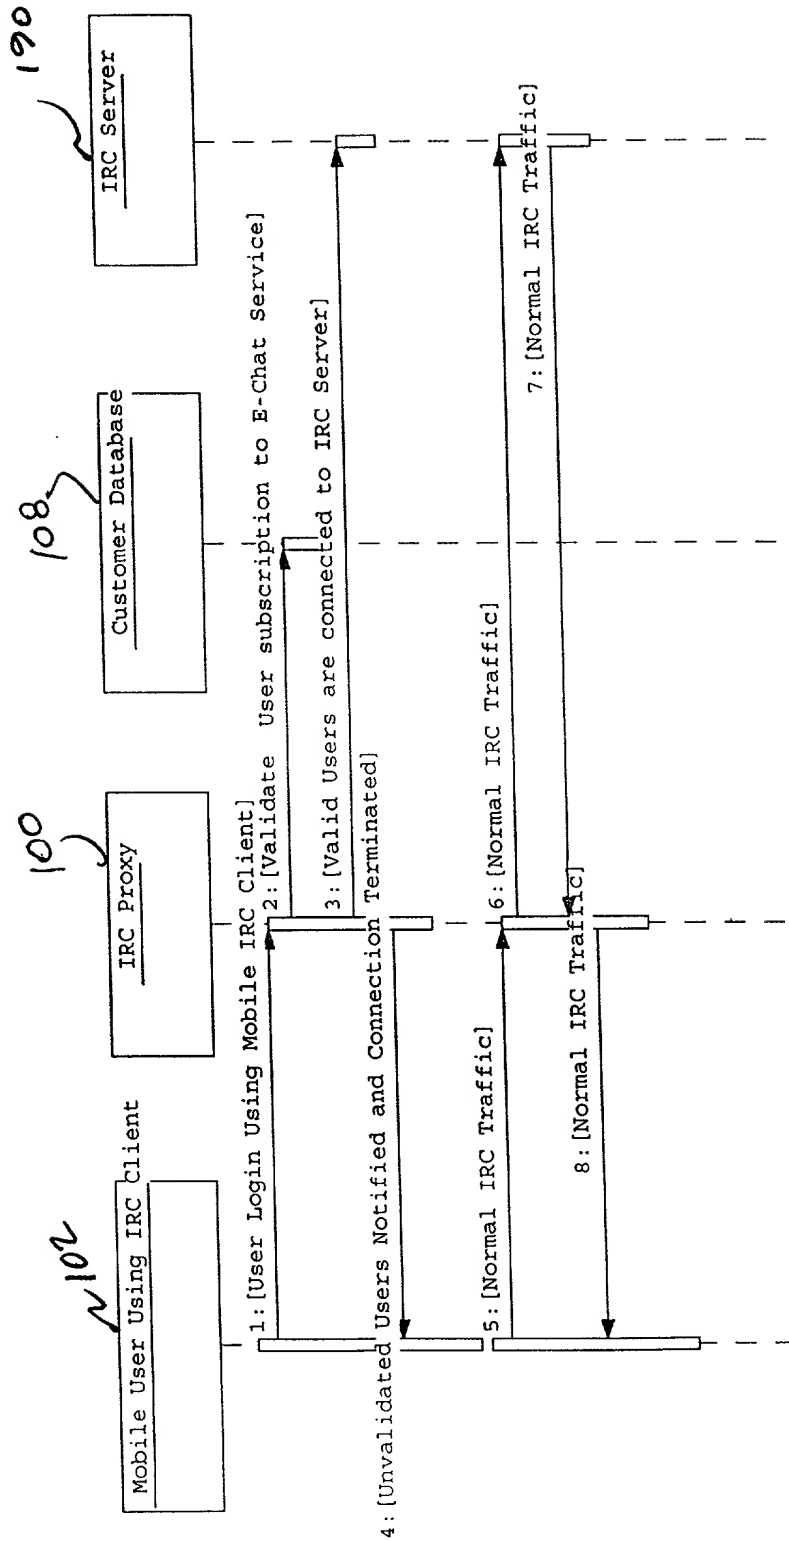 102
Mobile User Using IRC Client
100
IRC Proxy
108
Customer Database
190
IRC Server
1:[User Login Using Mobile IRC Client]
2:[Validate User subscription to E-Chat Service]
3:[Valid Users are connected to IRC Server]
4:[Unvalidated Users Notified and Connection Terminated]
5:[Normal IRC Traffic]
6:[Normal IRC Traffic]
7:[Normal IRC Traffic]
8:[Normal IRC Traffic]